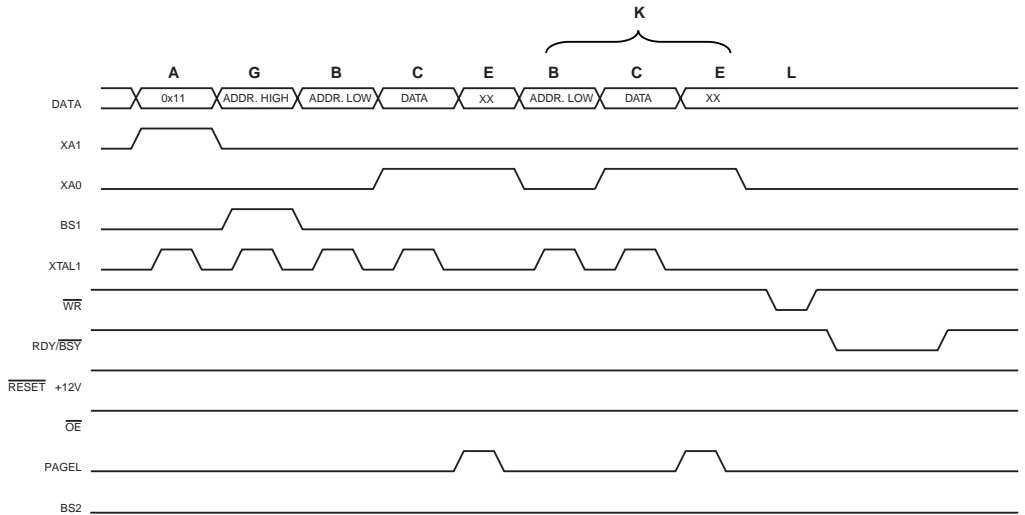 K
A G B C E B C E L
DATA 0x11 ADDR. HIGH ADDR. LOW DATA XX ADDR. LOW DATA XX
XA1
XA0
BS1
XTAL1
WR
RDY/BSY
RESET +12V
OE
PAGEL
BS2